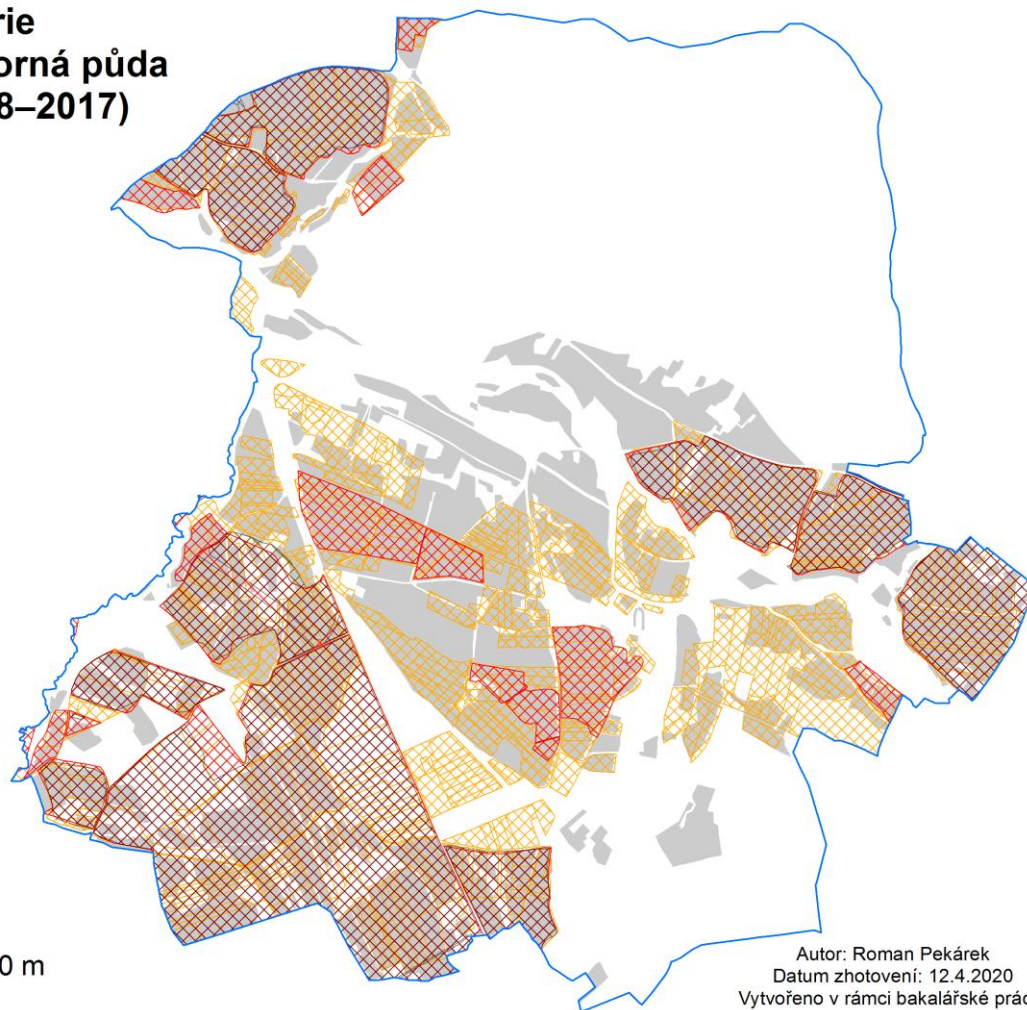 rie
orná půda
8–2017)
0 m
Autor: Roman Pekárek
Datum zhotovení: 12.4.2020
Vytvořeno v rámci bakalářské prác